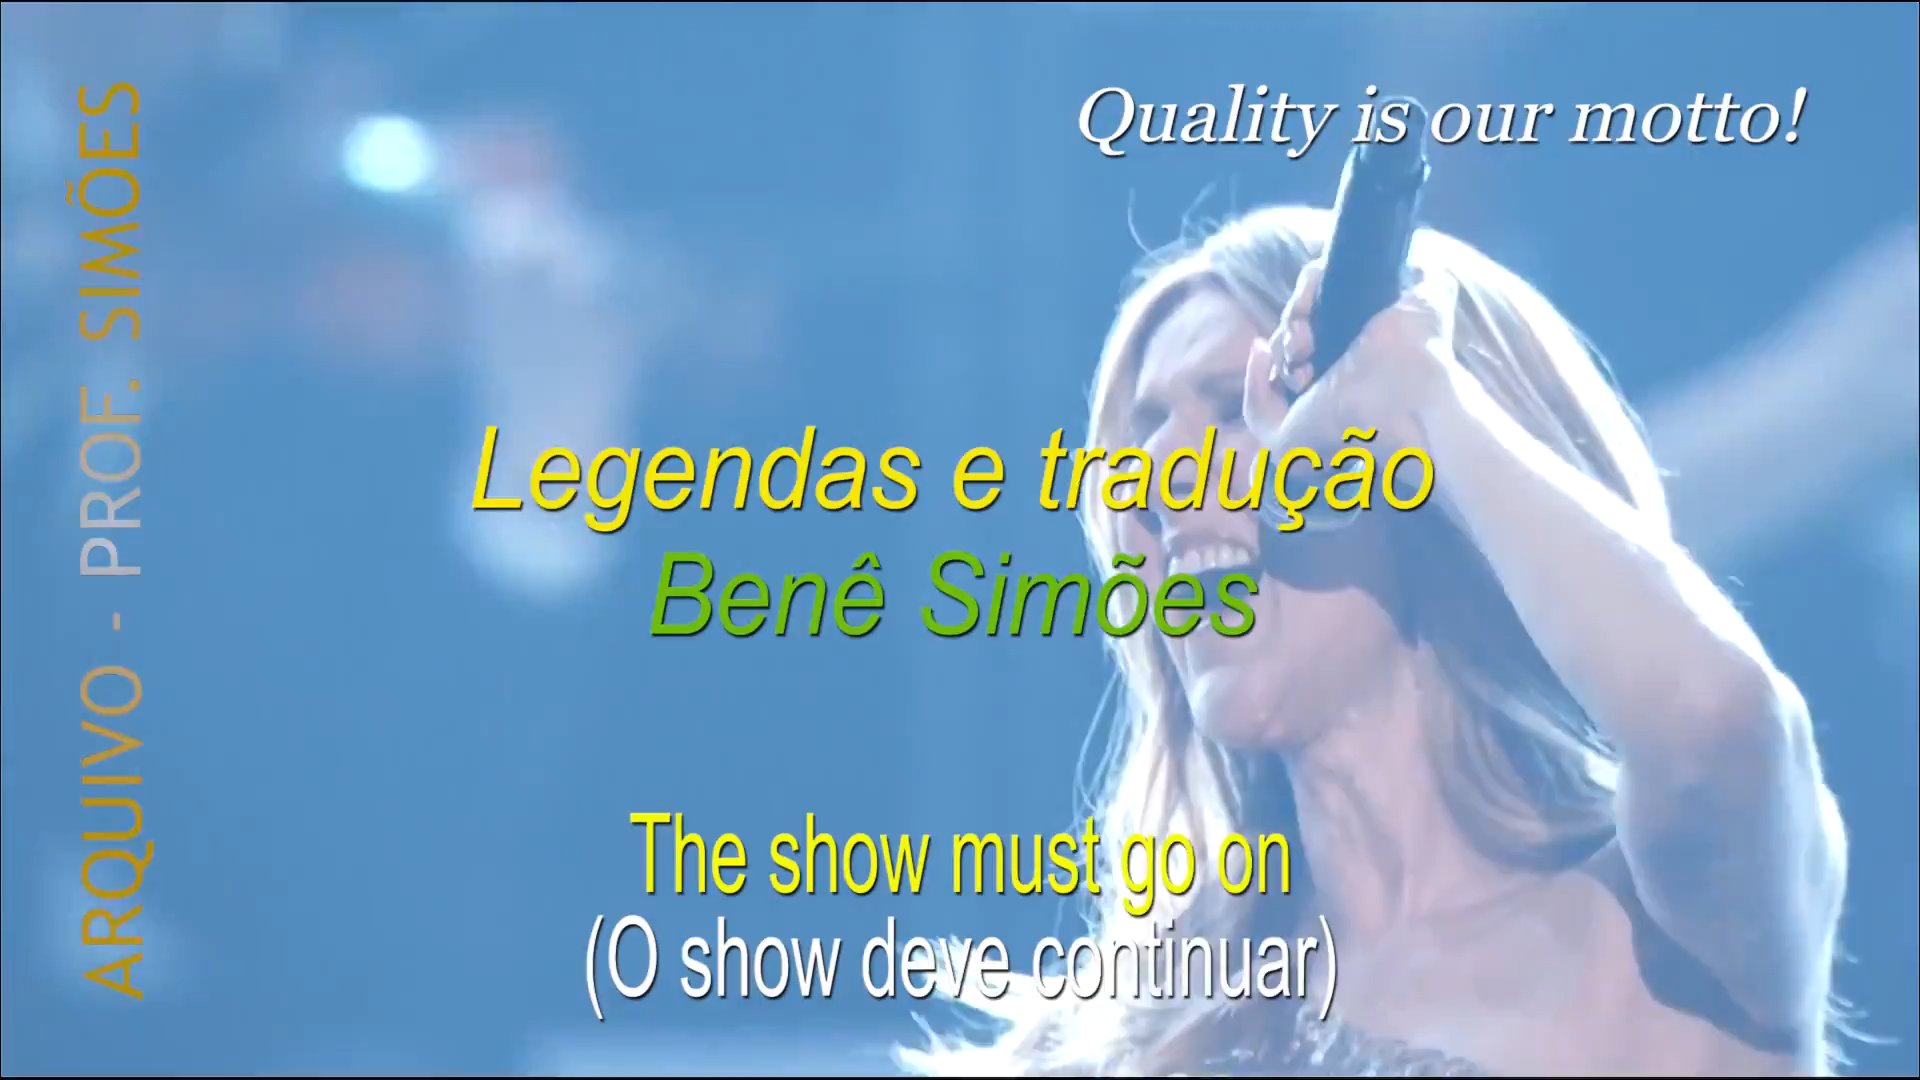 Quality is our motto!
ARQUIVO - PROF. SIMÕES
Legendas e tradução
Benê Simões
The show must go on
(O show deve continuar)